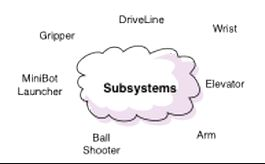 DriveLine
Wrist
Gripper
MiniBot
Launcher
Subsystems
Elevator
Ball
Shooter
Arm